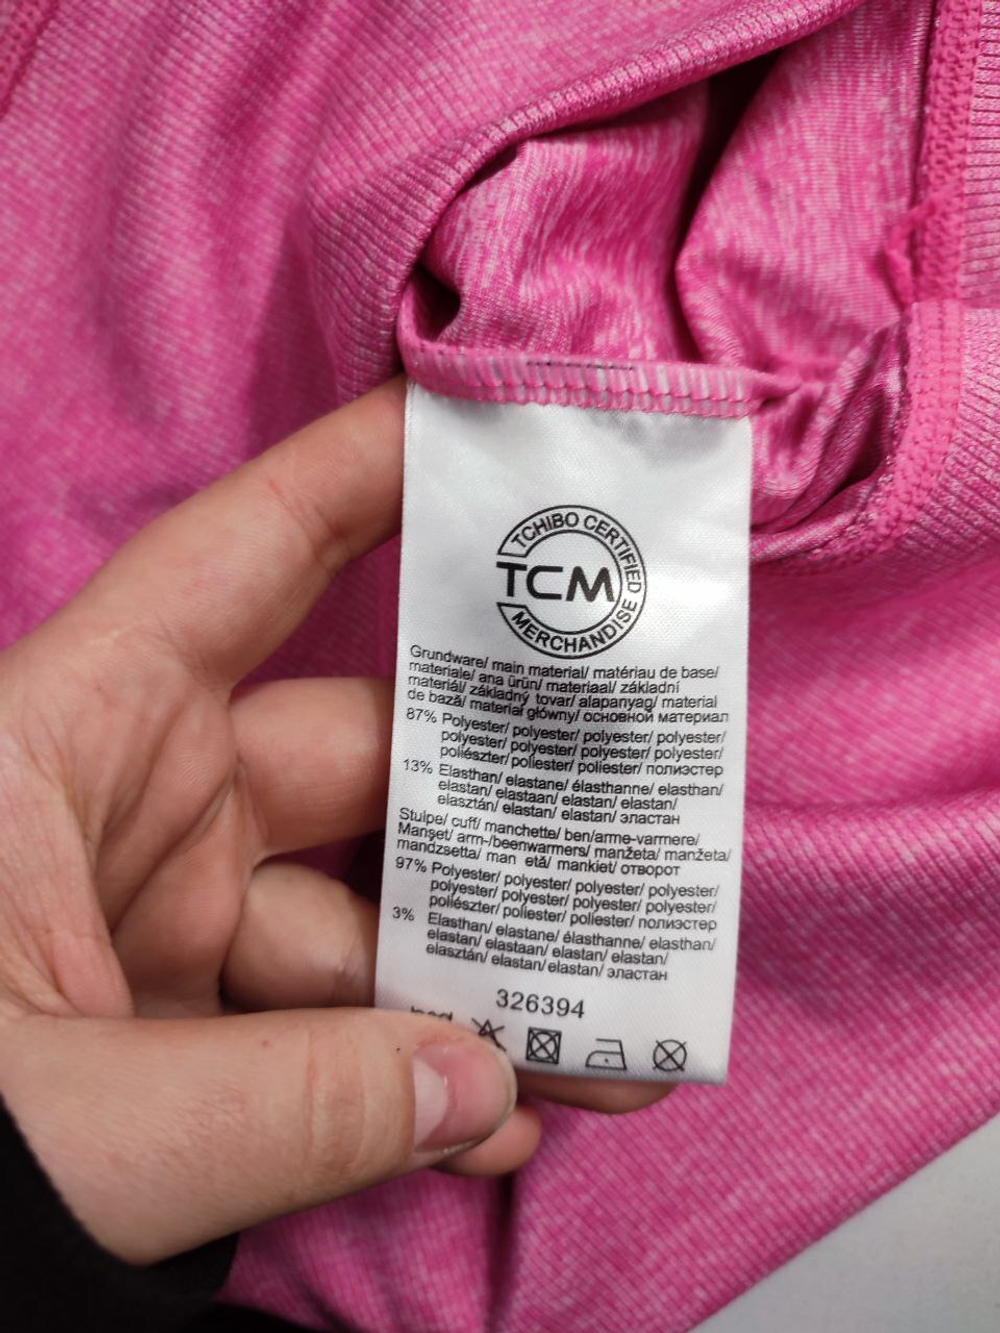 TCHIBO CERTIFIED
TCM
MERCHANDISE
Grundware/ main material/ matériau de base/
materiale/ ana ürün/ materiaal/ základní
materiál/ základný tovar/ alapanyag/ material
de bază/ materiał główny/ основной материал
87% Polyester/ polyester/ polyester/ polyester/
polyester/ polyester/ polyester/ polyester/
poliészter/ poliester/ poliester/ полиэстер
13% Elasthan/ elastane/ élasthanne/ elasthan/
elastan/ elastaan/ elastan/ elastan/
elasztán/ elastan/ elastan/ эластан
Stulpe/ cuff/ manchette/ ben/arme-varmere/
Manşet/ arm-/beenwarmers/ manžeta/ manžeta/
mandzsetta/ man etă/ mankiet/ отворот
97% Polyester/ polyester/ polyester/ polyester/
polyester/ polyester/ polyester/ polyester/
poliészter/ poliester/ poliester/ полиэстер
3% Elasthan/ elastane/ élasthanne/ elasthan/
elastan/ elastaan/ elastan/ elastan/
elasztán/ elastan/ elastan/ эластан
326394